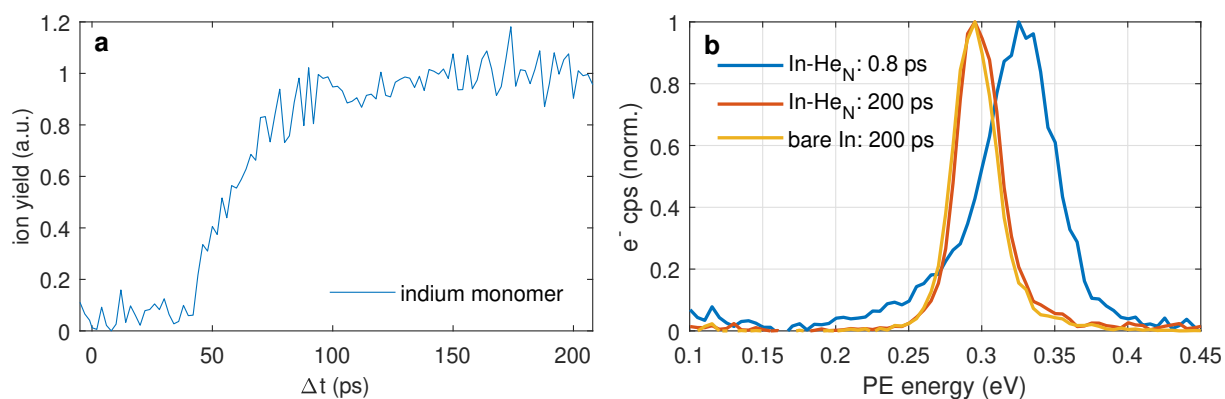 a
1.2
1
0.8
0.6
0.4
0.2
0
ion yield (a.u.)
indium monomer
0 50 100 150 200
Δt (ps)
b
1
0.8
0.6
0.4
0.2
0
e⁻ cps (norm.)
In-He_N: 0.8 ps
In-He_N: 200 ps
bare In: 200 ps
0.1 0.15 0.2 0.25 0.3 0.35 0.4 0.45
PE energy (eV)